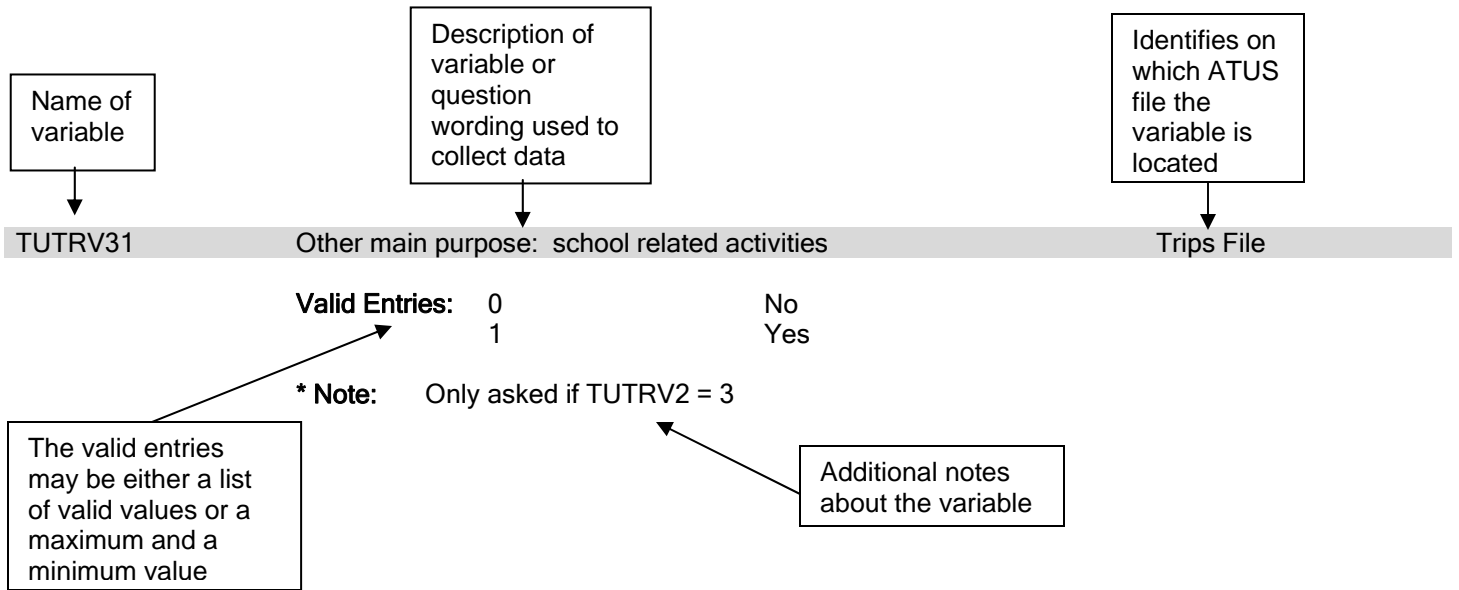 Name of
variable
Description of
variable or
question
wording used to
collect data
Identifies on
which ATUS
file the
variable is
located
TUTRV31 Other main purpose: school related activities Trips File
Valid Entries: 0 No
1 Yes
* Note: Only asked if TUTRV2 = 3
The valid entries
may be either a list
of valid values or a
maximum and a
minimum value
Additional notes
about the variable